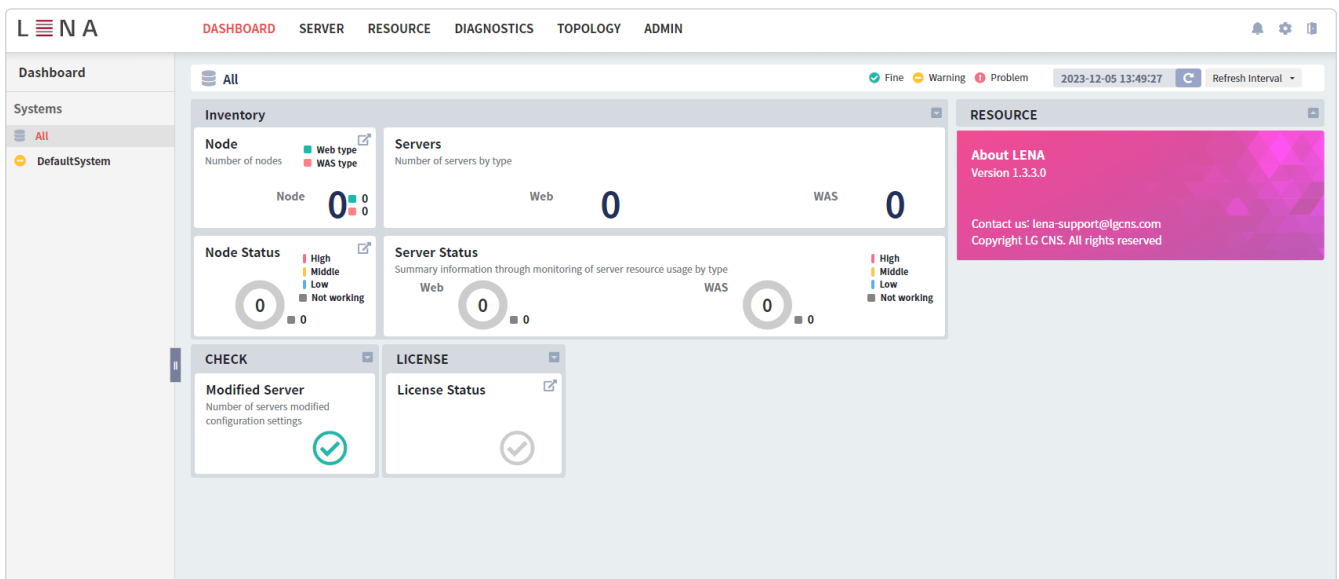 LENA
DASHBOARD SERVER RESOURCE DIAGNOSTICS TOPOLOGY ADMIN
Dashboard
Systems
All
DefaultSystem
All
Fine Warning Problem 2023-12-05 13:49:27 Refresh Interval
Inventory
Node
Number of nodes
Web type
WAS type
Node 0 0
0
Servers
Number of servers by type
Web 0 WAS 0
Node Status
High
Middle
Low
Not working
0
0
Server Status
Summary information through monitoring of server resource usage by type
Web 0 0
WAS 0 0
High
Middle
Low
Not working
CHECK
Modified Server
Number of servers modified
configuration settings
LICENSE
License Status
RESOURCE
About LENA
Version 1.3.3.0
Contact us: lena-support@lgcns.com
Copyright LG CNS. All rights reserved